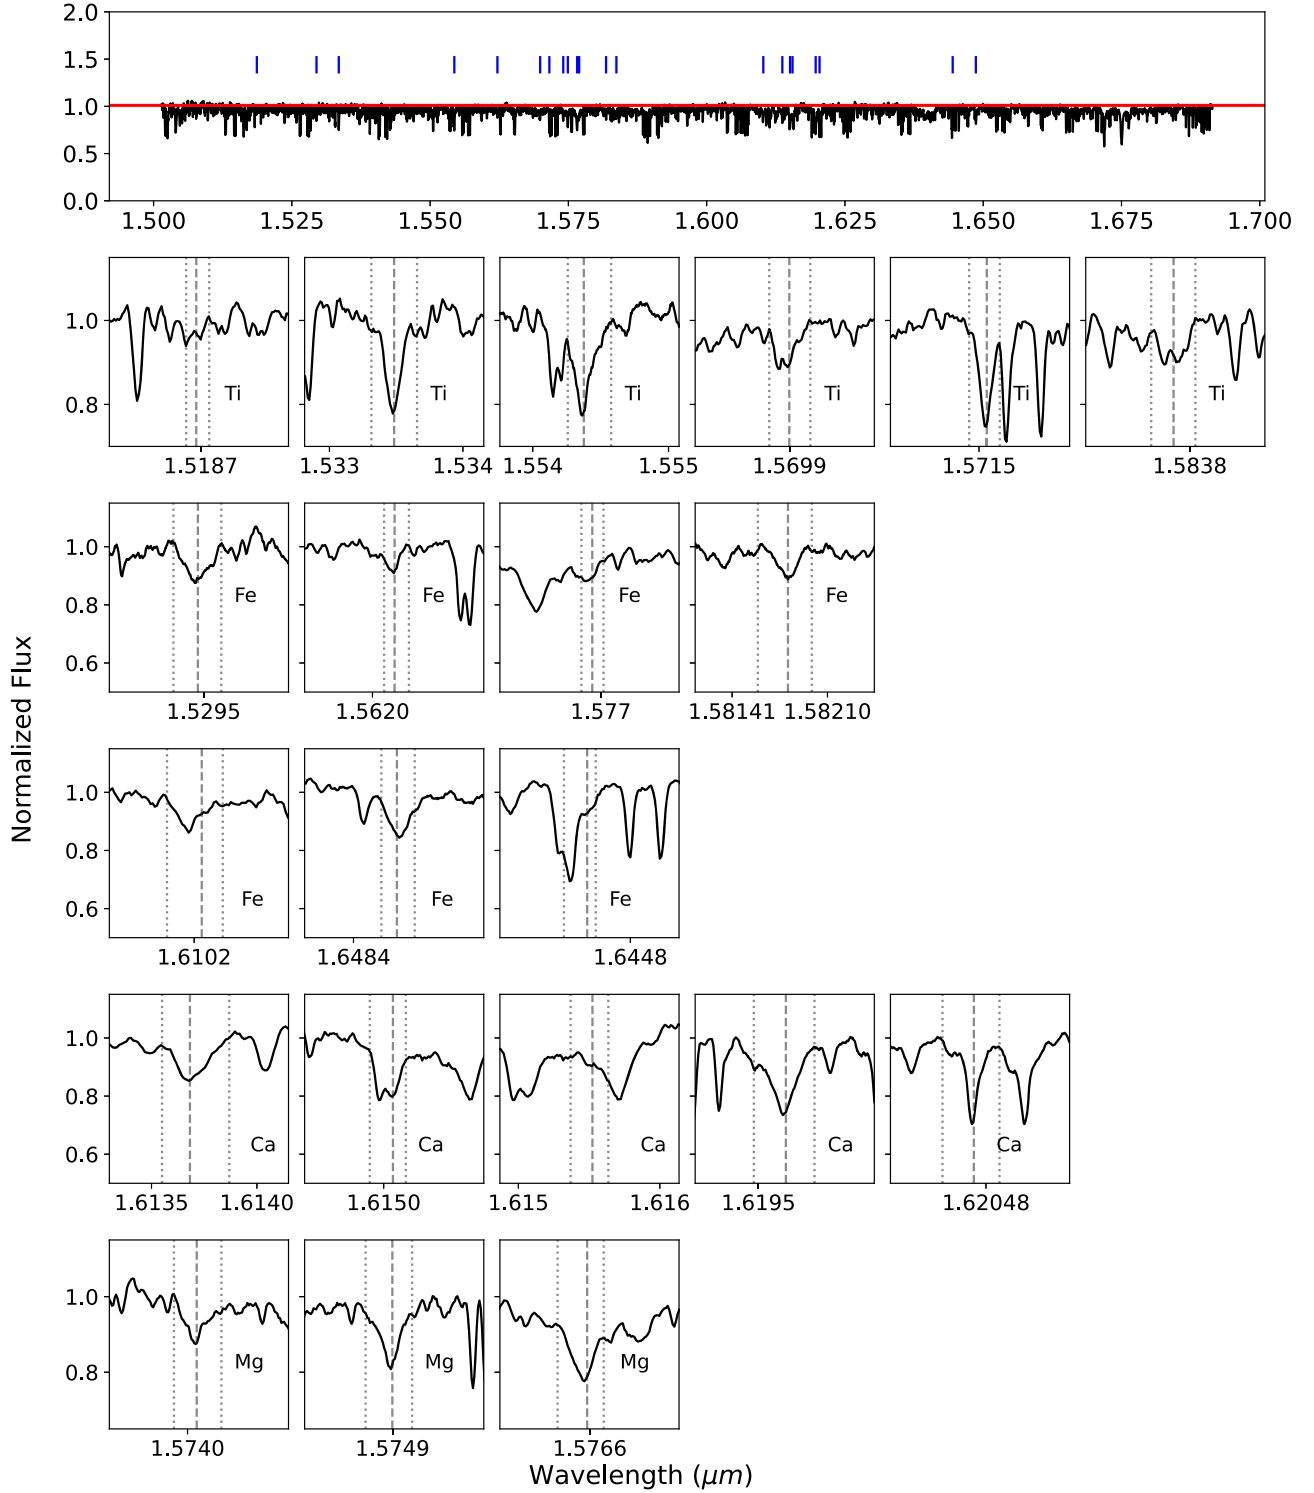 2.0
1.5
1.0
0.5
0.0
1.500 1.525 1.550 1.575 1.600 1.625 1.650 1.675 1.700
1.0
0.8
Ti Ti Ti Ti Ti Ti
1.5187 1.533 1.534 1.554 1.555 1.5699 1.5715 1.5838
1.0
0.8
0.6
Fe Fe Fe Fe
1.5295 1.5620 1.577 1.58141 1.58210
Normalized Flux
1.0
0.8
0.6
Fe Fe Fe
1.6102 1.6484 1.6448
1.0
0.8
0.6
Ca Ca Ca Ca Ca
1.6135 1.6140 1.6150 1.615 1.616 1.6195 1.62048
1.0
0.8
Mg Mg Mg
1.5740 1.5749 1.5766
Wavelength (μm)